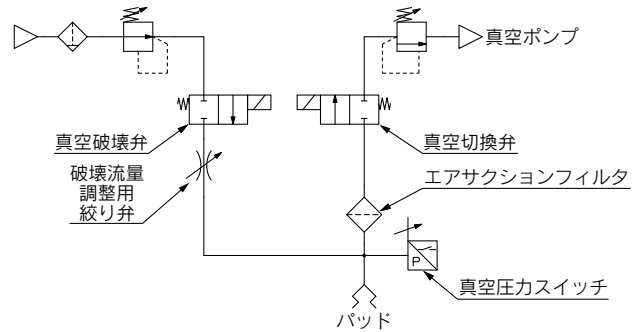 真空ポンプ
真空破壊弁
真空切換弁
破壊流量
調整用
絞り弁
エアサクションフィルタ
P
真空圧力スイッチ
パッド